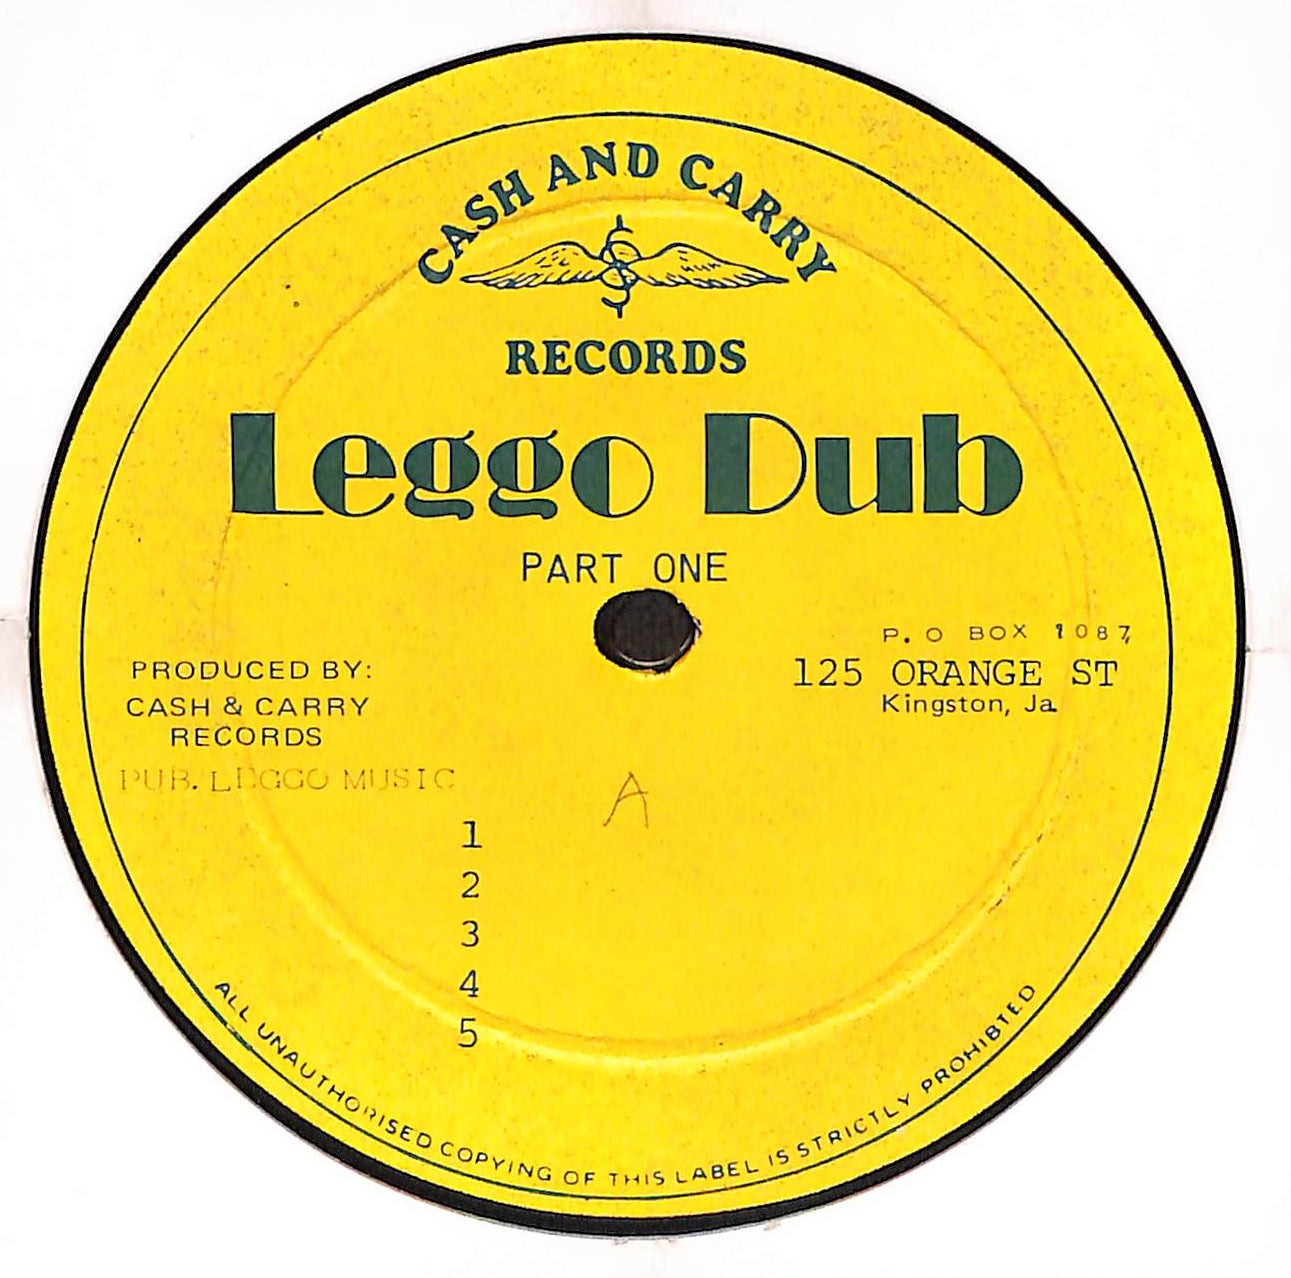 CASH AND CARRY
RECORDS
Leggo Dub
PART ONE
P. O BOX 1087
125 ORANGE ST
Kingston, Ja.
PRODUCED BY:
CASH & CARRY
RECORDS
PUB. LEGGO MUSIC
A
1
2
3
4
5
ALL UNAUTHORISED COPYING OF THIS LABEL IS STRICTLY PROHIBTED